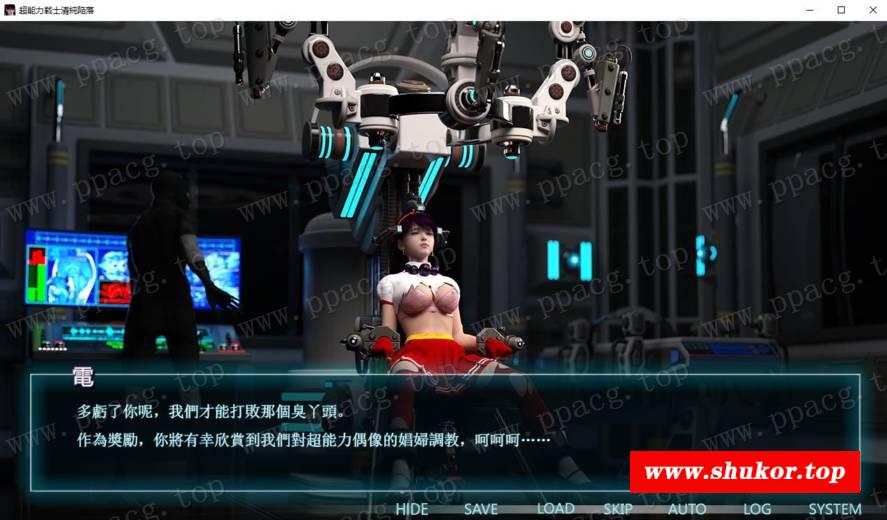 超能力戰士清純陷落
電
多虧了你呢，我們才能打敗那個臭丫頭。
作為獎勵，你將有幸欣賞到我們對超能力偶像的娼婦調教，呵呵呵……
www.shukor.top
HIDE SAVE LOAD SKIP AUTO LOG SYSTEM
www.ppacg.top